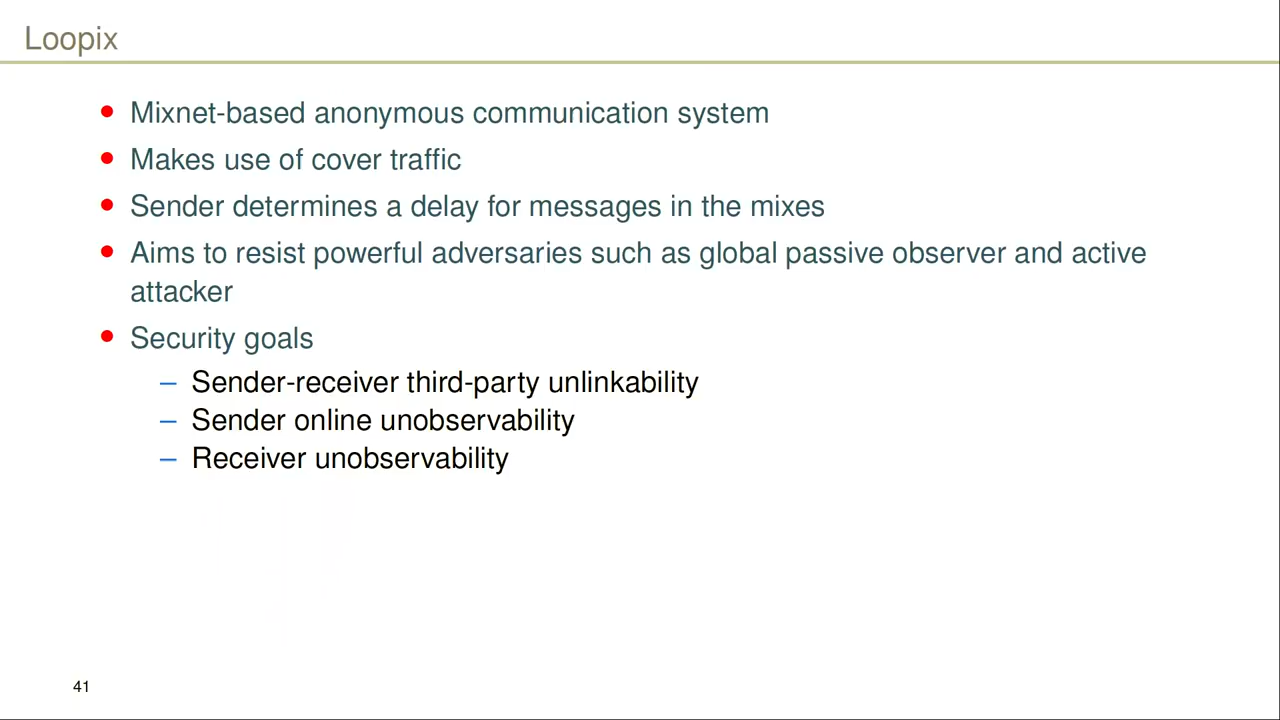 Loopix
• Mixnet-based anonymous communication system
• Makes use of cover traffic
• Sender determines a delay for messages in the mixes
• Aims to resist powerful adversaries such as global passive observer and active
attacker
• Security goals
– Sender-receiver third-party unlinkability
– Sender online unobservability
– Receiver unobservability
41